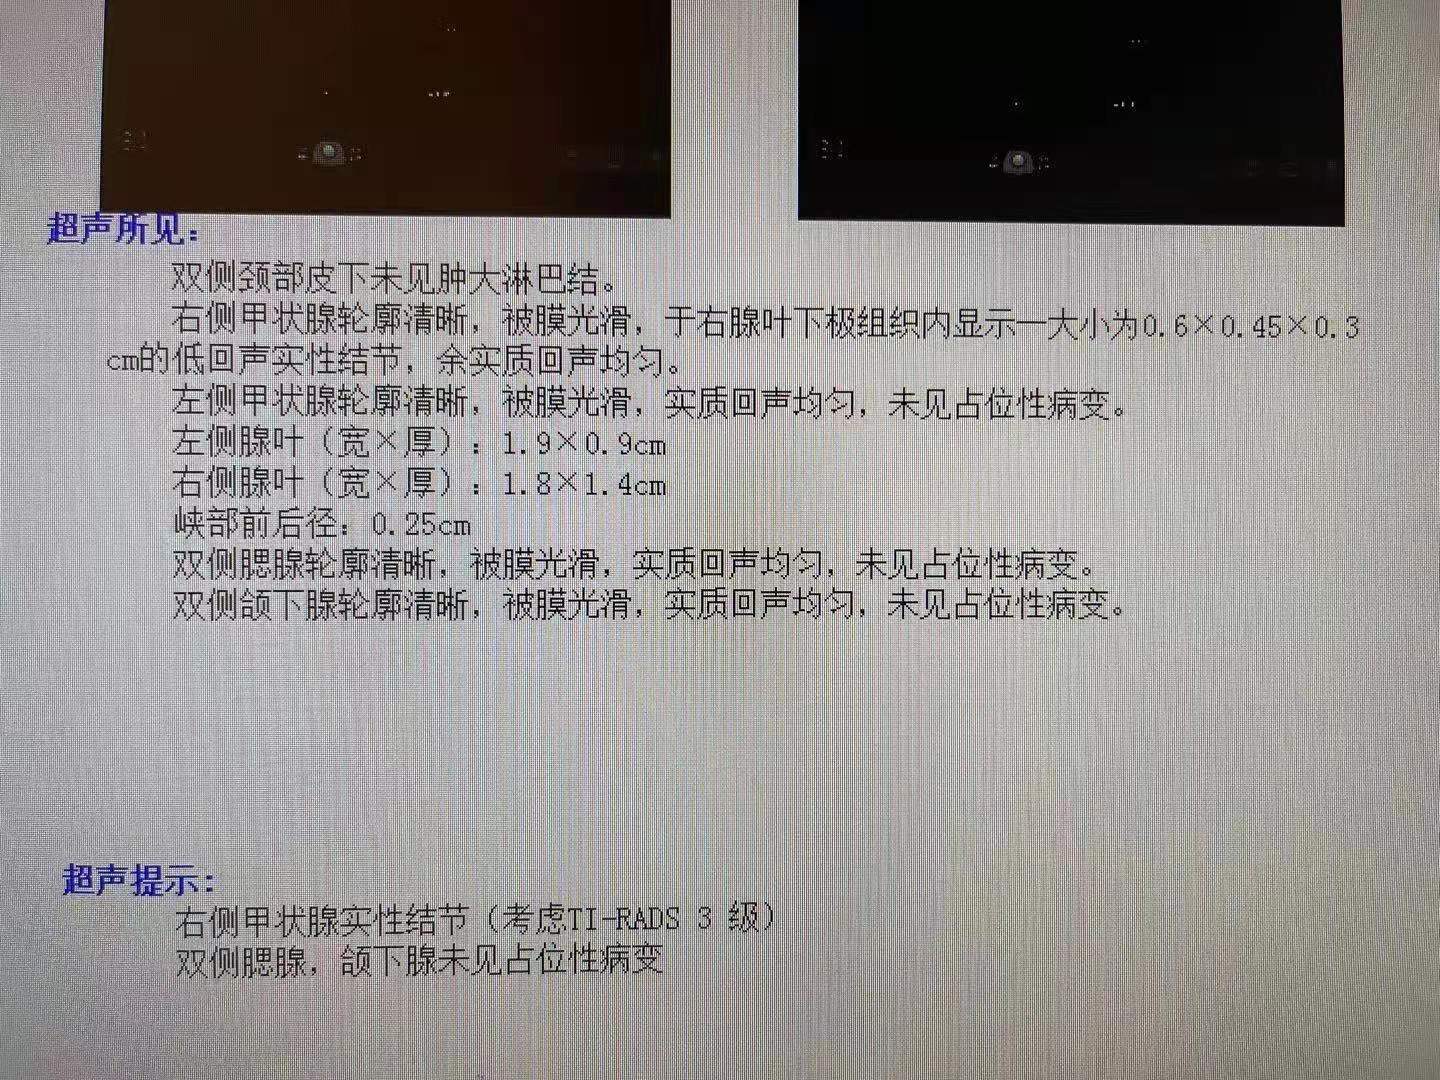 超声所见：
双侧颈部皮下未见肿大淋巴结。
右侧甲状腺轮廓清晰，被膜光滑，于右腺叶下极组织内显示一大小为0.6×0.45×0.3
cm的低回声实性结节，余实质回声均匀。
左侧甲状腺轮廓清晰，被膜光滑，实质回声均匀，未见占位性病变。
左侧腺叶（宽×厚）：1.9×0.9cm
右侧腺叶（宽×厚）：1.8×1.4cm
峡部前后径：0.25cm
双侧腮腺轮廓清晰，被膜光滑，实质回声均匀，未见占位性病变。
双侧颌下腺轮廓清晰，被膜光滑，实质回声均匀，未见占位性病变。
超声提示：
右侧甲状腺实性结节（考虑TI-RADS 3 级）
双侧腮腺，颌下腺未见占位性病变